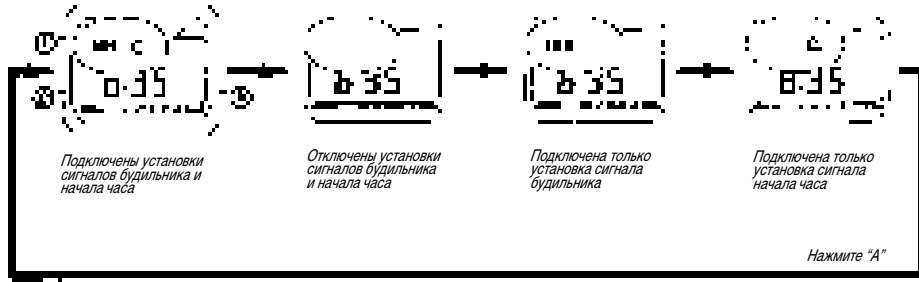 Подключены установки
сигналов будильника и
начала часа
Отключены установки
сигналов будильника
и начала часа
Подключена только
установка сигнала
будильника
Подключена только
установка сигнала
начала часа
Нажмите “A”